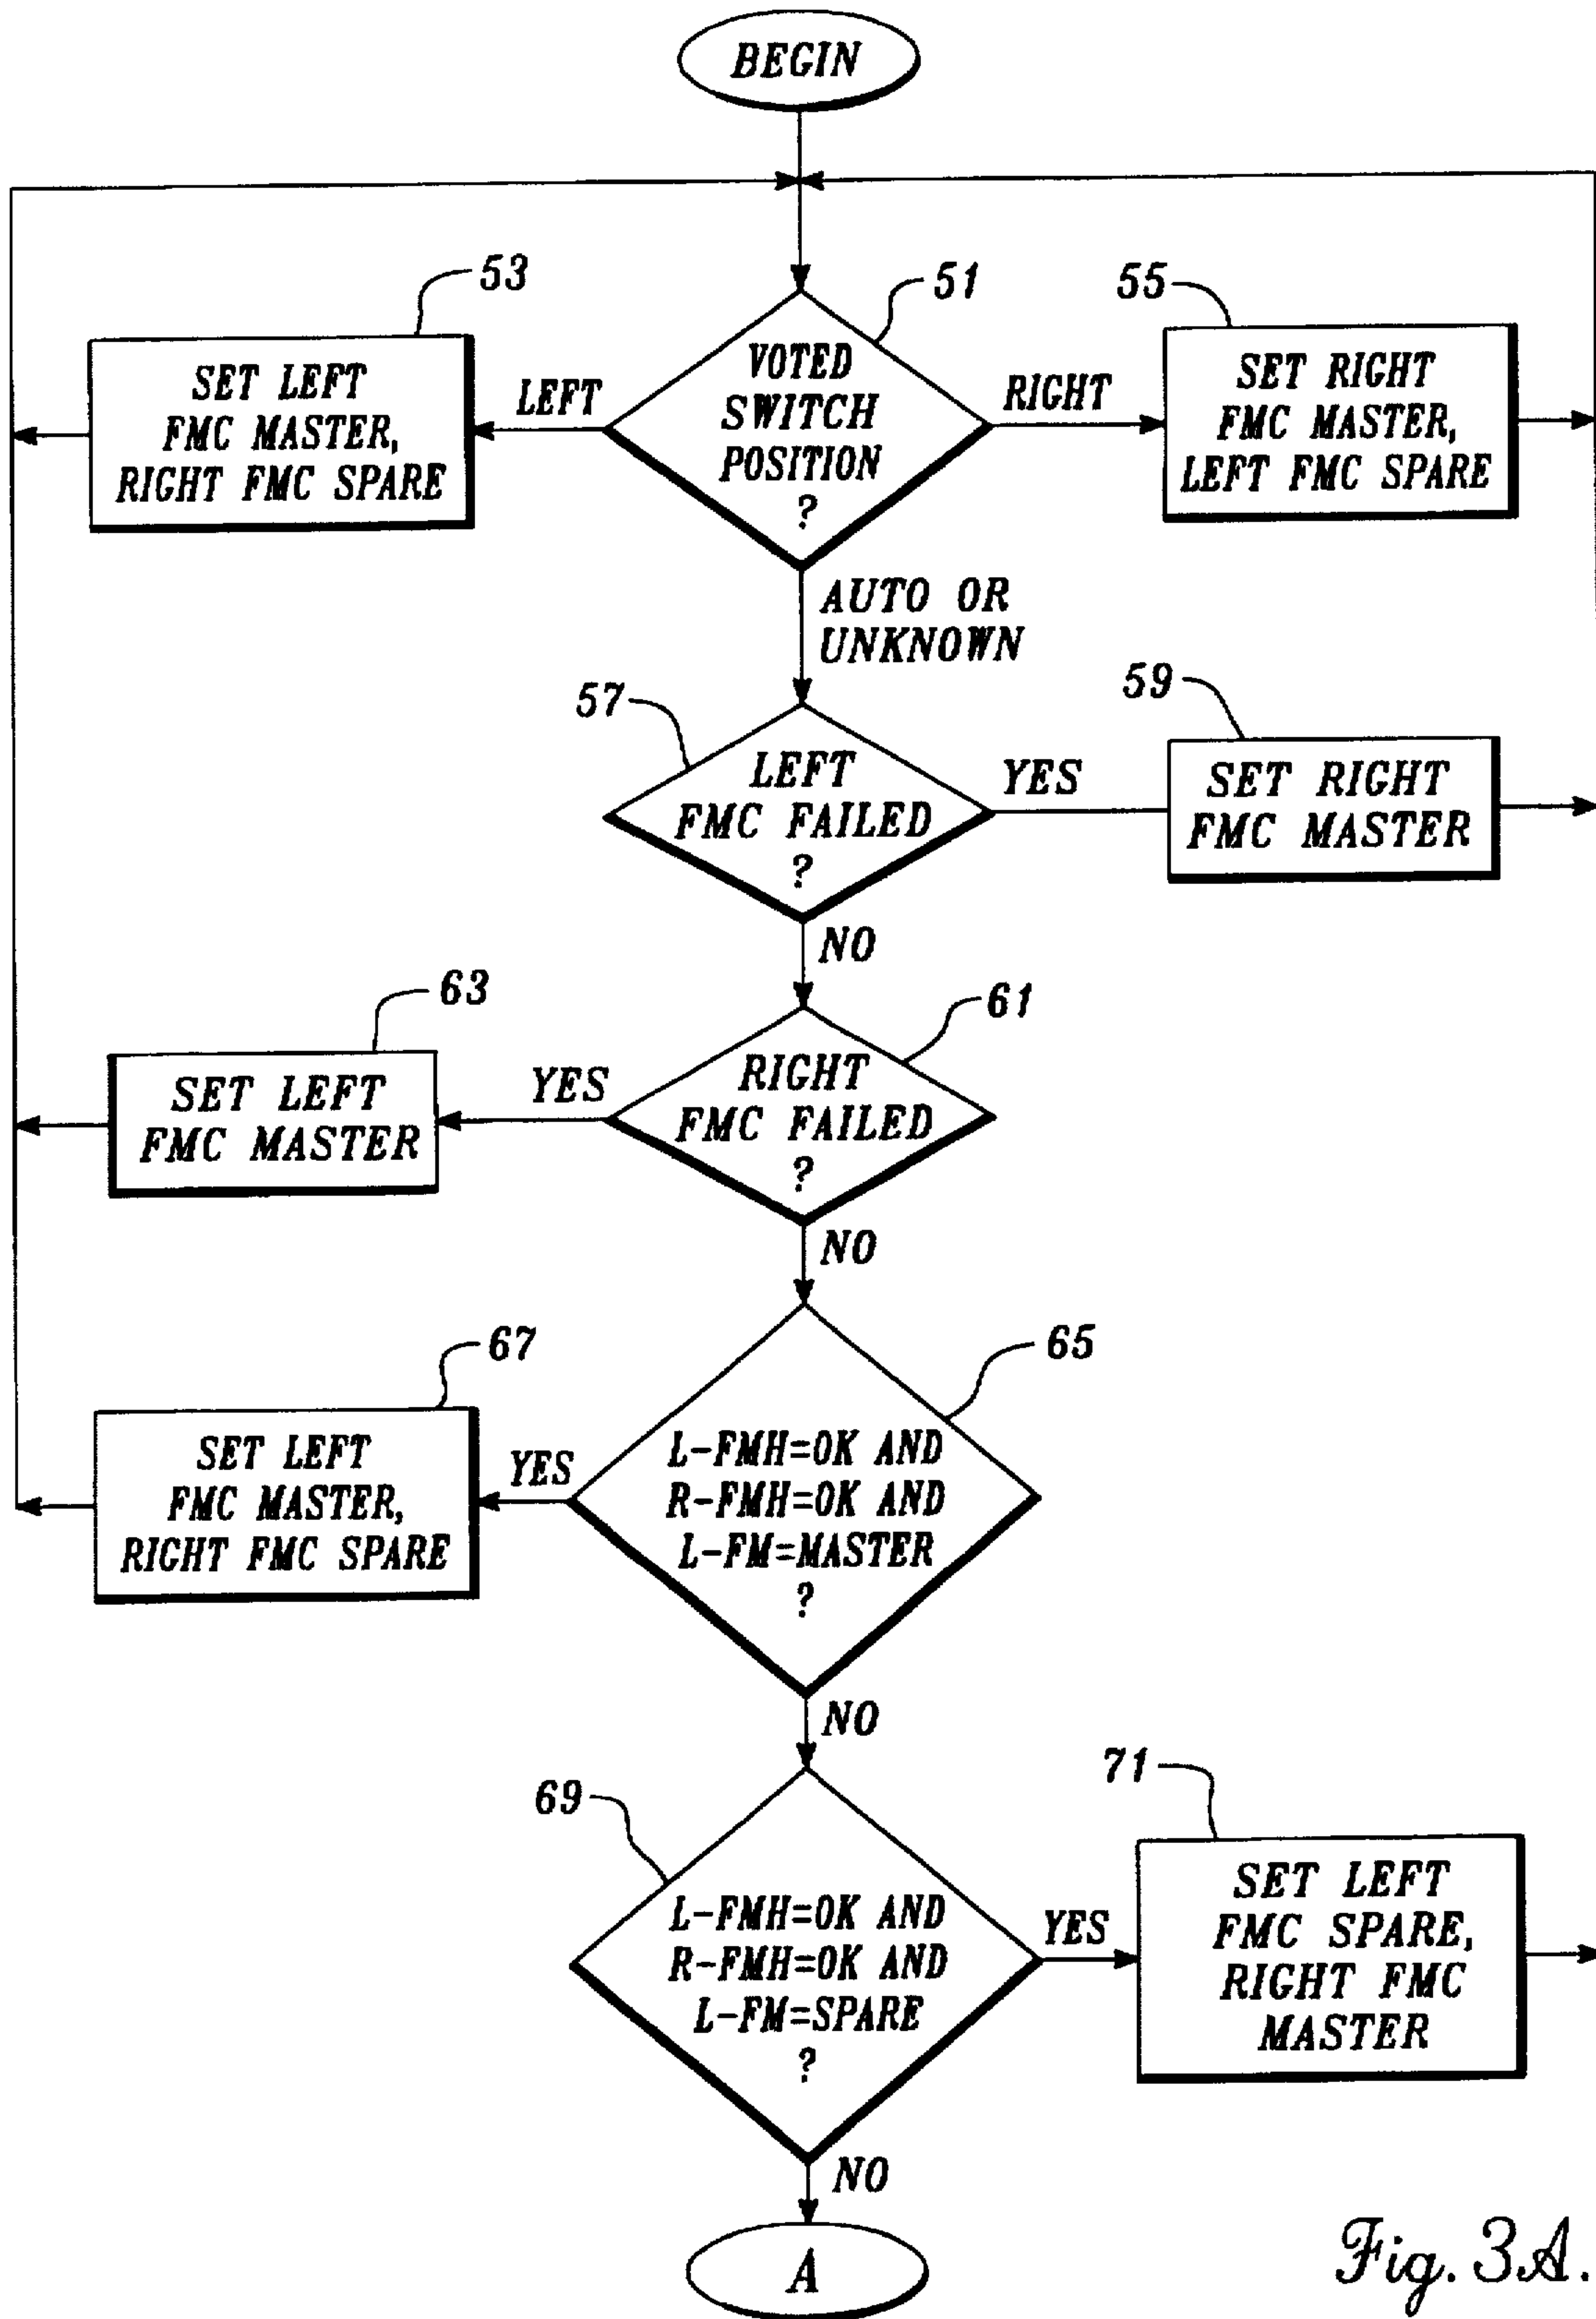 BEGIN
53
51
55
SET LEFT
FMC MASTER,
RIGHT FMC SPARE
LEFT
VOTED
SWITCH
POSITION
?
RIGHT
SET RIGHT
FMC MASTER,
LEFT FMC SPARE
AUTO OR
UNKNOWN
57
59
LEFT
FMC FAILED
?
YES
SET RIGHT
FMC MASTER
NO
63
61
SET LEFT
FMC MASTER
YES
RIGHT
FMC FAILED
?
NO
67
65
SET LEFT
FMC MASTER,
RIGHT FMC SPARE
YES
L-FMH=OK AND
R-FMH=OK AND
L-FM=MASTER
?
NO
69
71
L-FMH=OK AND
R-FMH=OK AND
L-FM=SPARE
?
YES
SET LEFT
FMC SPARE,
RIGHT FMC
MASTER
NO
A
Fig. 3A.